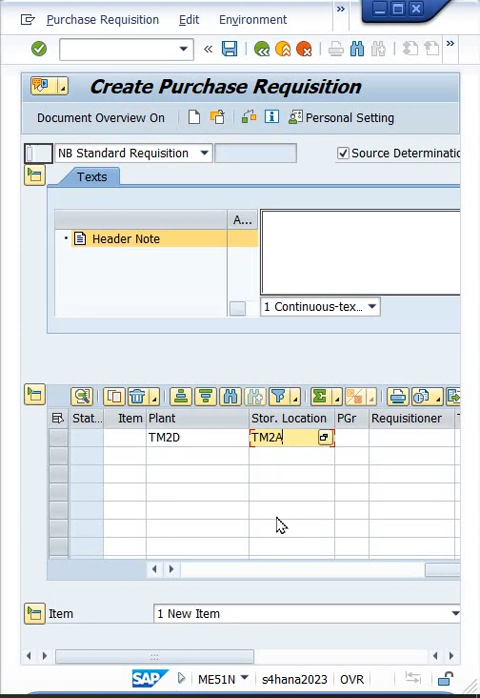 Purchase Requisition Edit Environment
Create Purchase Requisition
Document Overview On Personal Setting
NB Standard Requisition Source Determinatio
Texts
A...
Header Note
1 Continuous-tex...
Stat... Item Plant Stor. Location PGr Requisitioner T
TM2D TM2A
Item 1 New Item
SAP ME51N s4hana2023 OVR